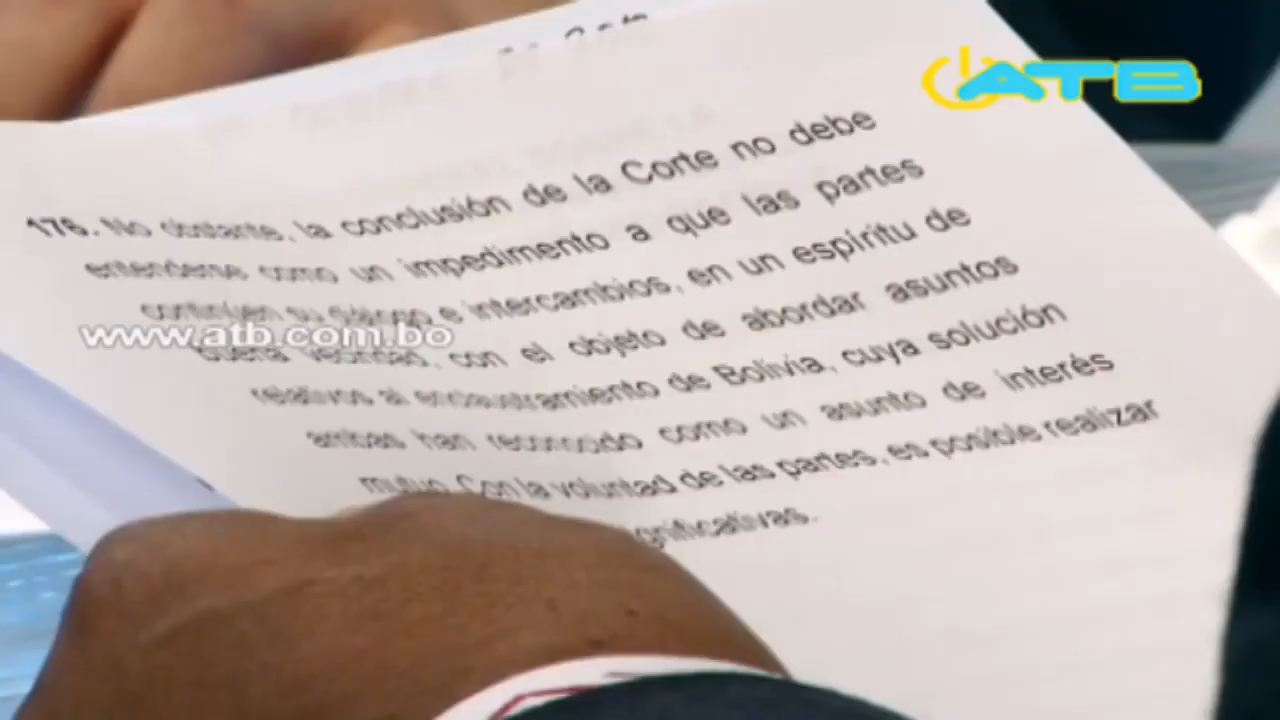 ATB
176. No obstante, la conclusión de la Corte no debe
entenderse como un impedimento a que las partes
continúen su diálogo e intercambios, en un espíritu de
www.atb.com.bo
buena vecindad, con el objeto de abordar asuntos
relativos al enclaustramiento de Bolivia, cuya solución
ambas han reconocido como un asunto de interés
mutuo. Con la voluntad de las partes, es posible realizar
gnificativas.